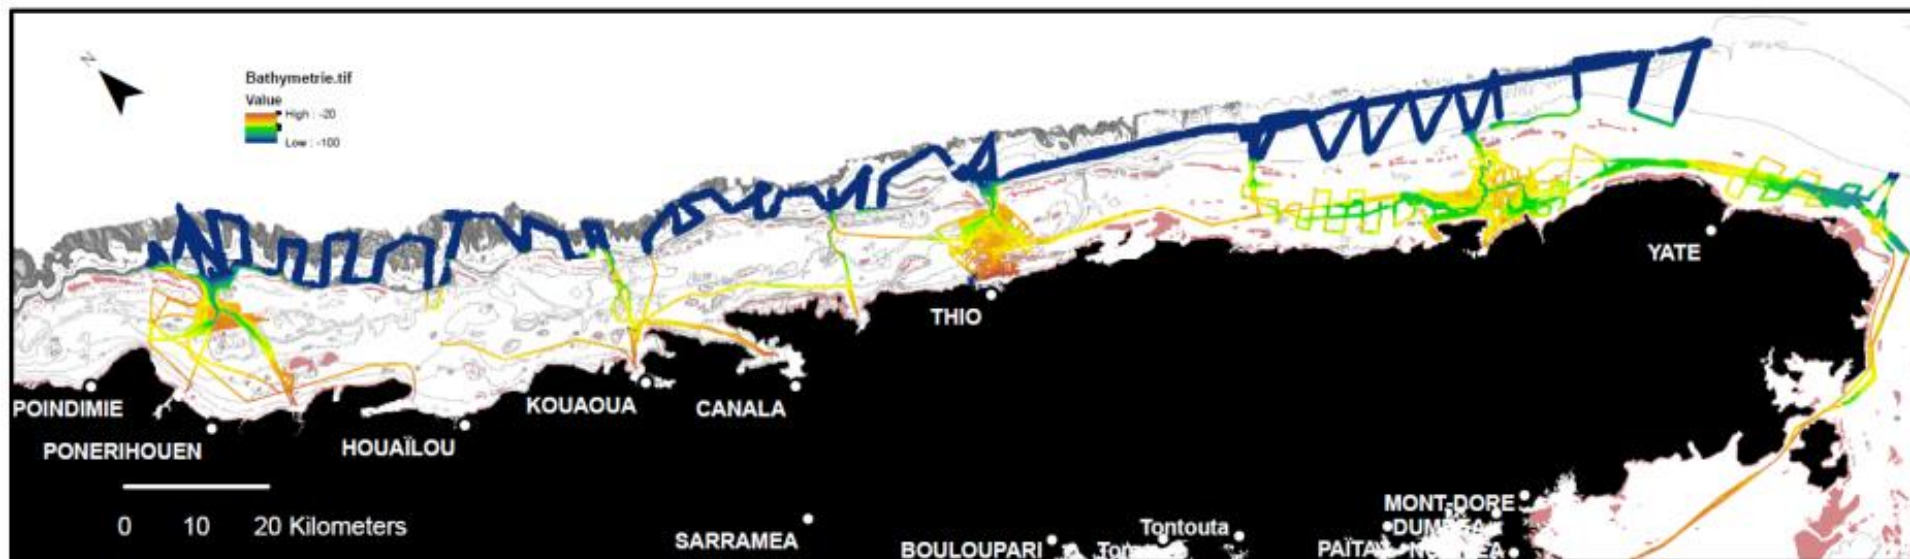 N
Bathymetrie.tif
Value
High : -20
Low : -100
YATE
THIO
POINDIMIE
KOUAOUA
CANALA
PONERIHOUEN
HOUAÏLOU
0 10 20 Kilometers
MONT-DORE
SARRAMEA
Tontouta
BOULOUPARI
PAÏTA